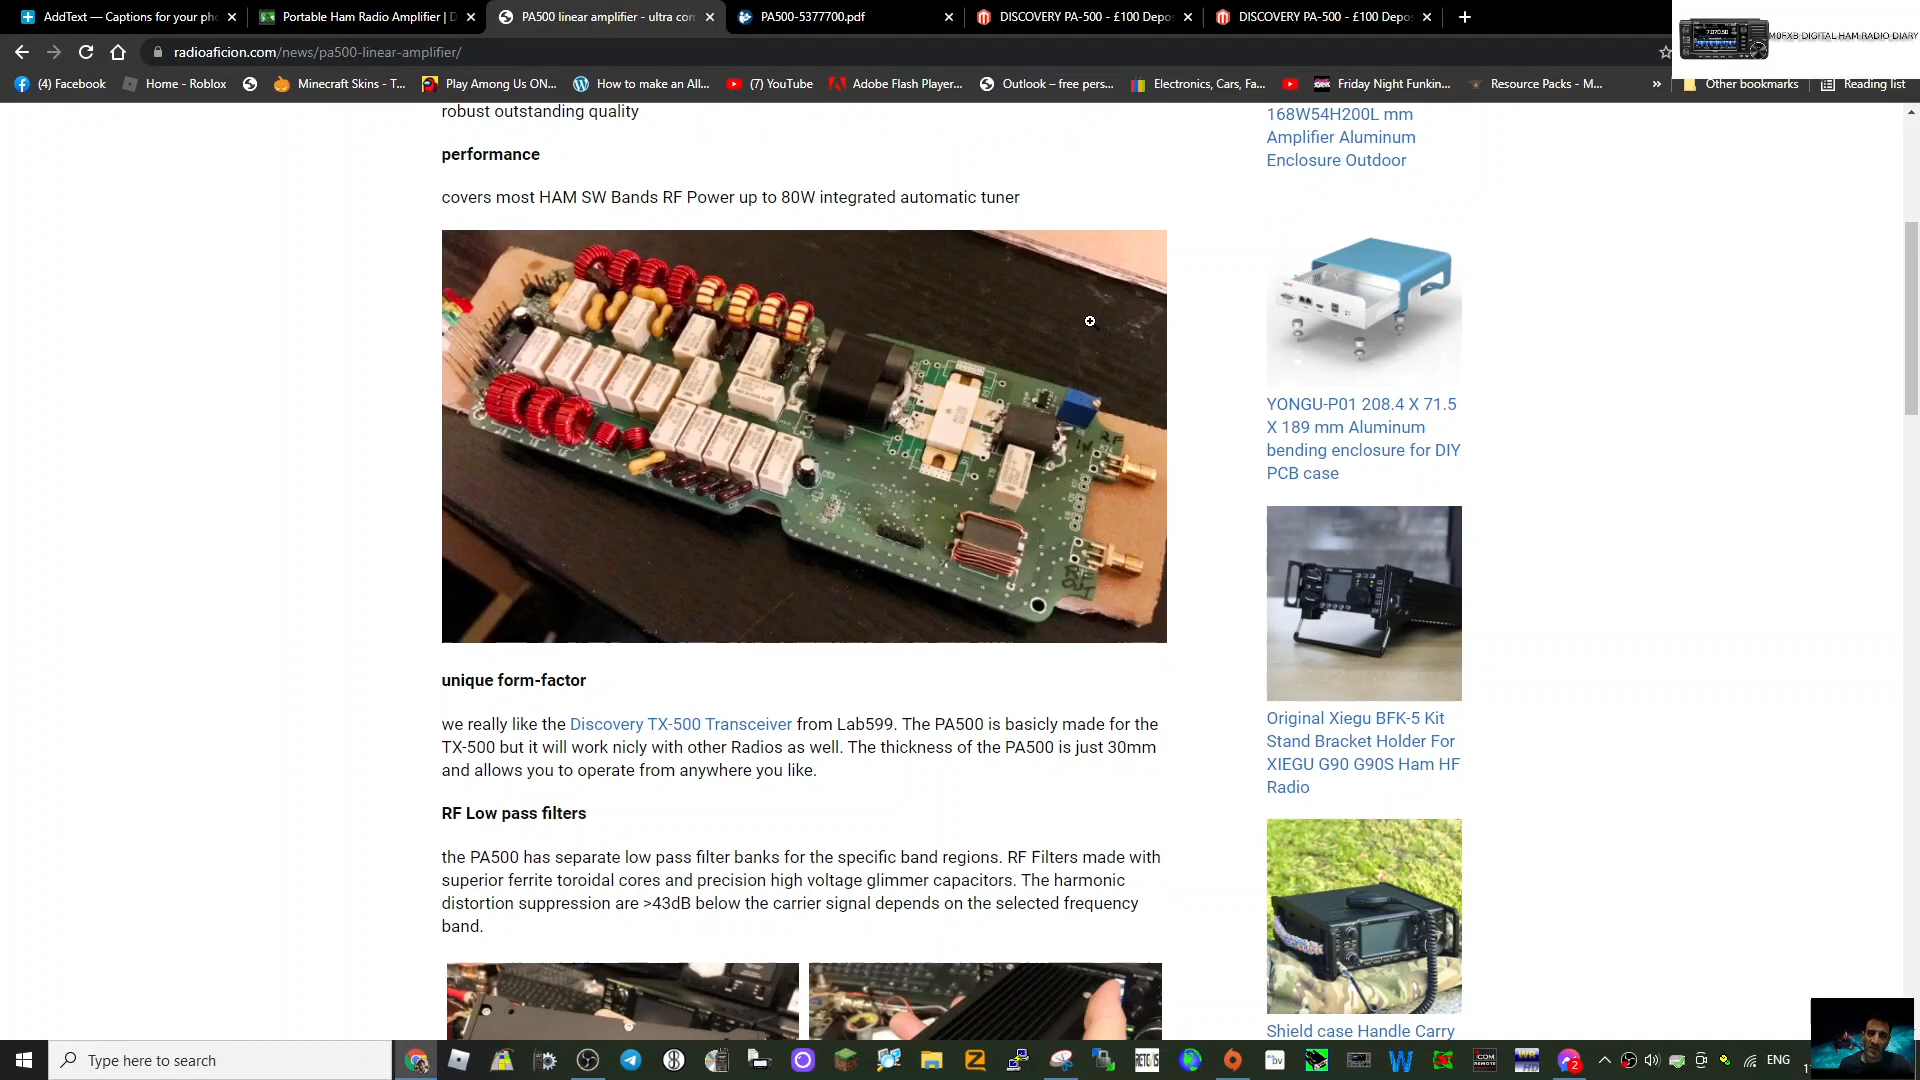 AddText — Captions for your ph
Portable Ham Radio Amplifier | D
PA500 linear amplifier - ultra com
PA500-5377700.pdf
DISCOVERY PA-500 - £100 Depos
DISCOVERY PA-500 - £100 Depos
radioaficion.com/news/pa500-linear-amplifier/
M0FXB DIGITAL HAM RADIO DIARY
(4) Facebook
Home - Roblox
Minecraft Skins - T...
Play Among Us ON...
How to make an All...
(7) YouTube
Adobe Flash Player...
Outlook – free pers...
Electronics, Cars, Fa...
Friday Night Funkin...
Resource Packs - M...
»
Other bookmarks
Reading list
robust outstanding quality
performance
covers most HAM SW Bands RF Power up to 80W integrated automatic tuner
unique form-factor
we really like the Discovery TX-500 Transceiver from Lab599. The PA500 is basicly made for the
TX-500 but it will work nicly with other Radios as well. The thickness of the PA500 is just 30mm
and allows you to operate from anywhere you like.
RF Low pass filters
the PA500 has separate low pass filter banks for the specific band regions. RF Filters made with
superior ferrite toroidal cores and precision high voltage glimmer capacitors. The harmonic
distortion suppression are >43dB below the carrier signal depends on the selected frequency
band.
168W54H200L mm
Amplifier Aluminum
Enclosure Outdoor
YONGU-P01 208.4 X 71.5
X 189 mm Aluminum
bending enclosure for DIY
PCB case
Original Xiegu BFK-5 Kit
Stand Bracket Holder For
XIEGU G90 G90S Ham HF
Radio
Shield case Handle Carry
Type here to search
ENG